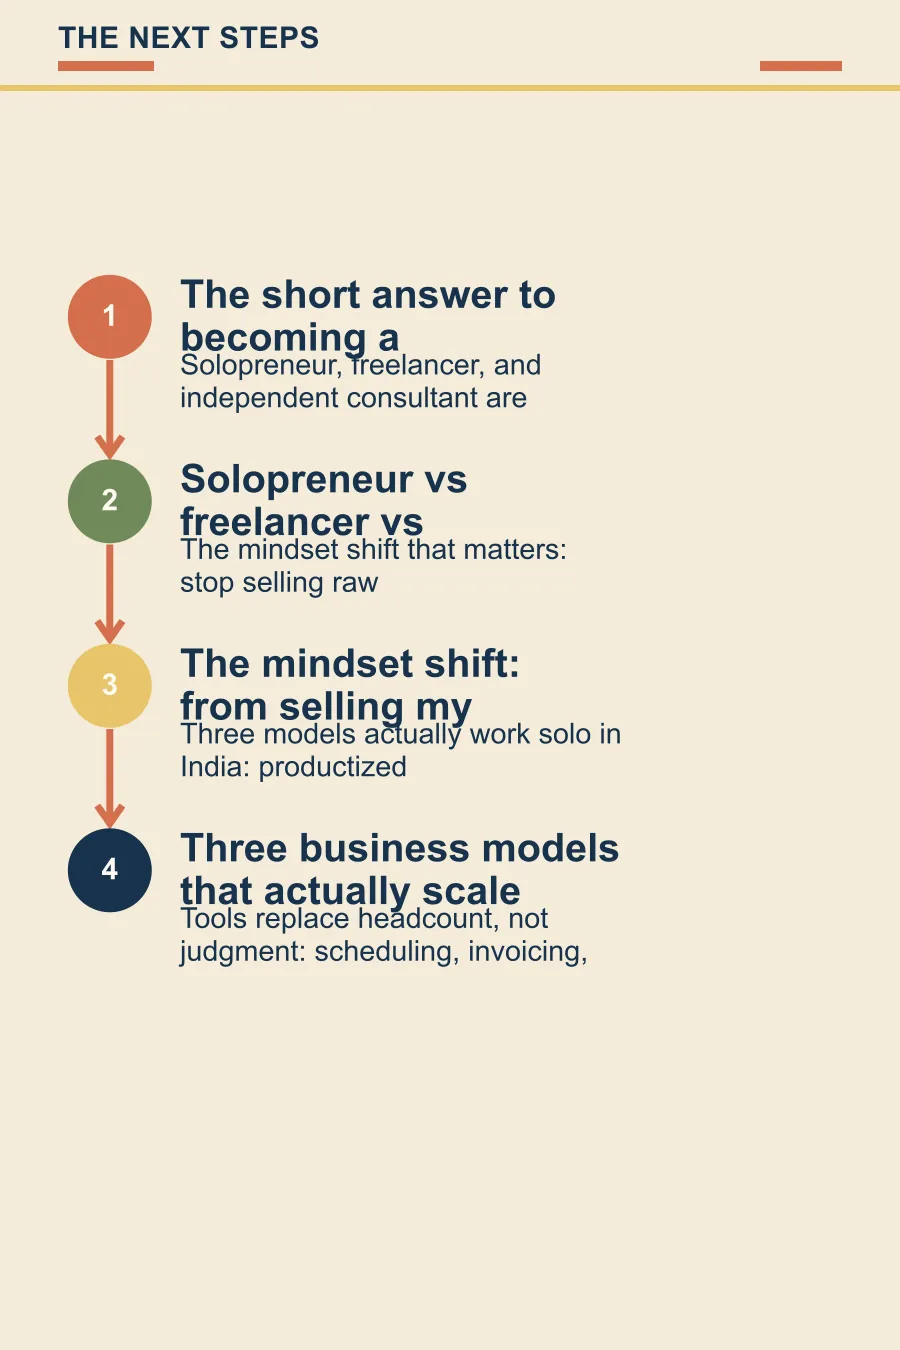 THE NEXT STEPS
1
The short answer to
becoming a
Solopreneur, freelancer, and
independent consultant are
2
Solopreneur vs
freelancer vs
The mindset shift that matters:
stop selling raw
3
The mindset shift:
from selling my
Three models actually work solo in
India: productized
4
Three business models
that actually scale
Tools replace headcount, not
judgment: scheduling, invoicing,